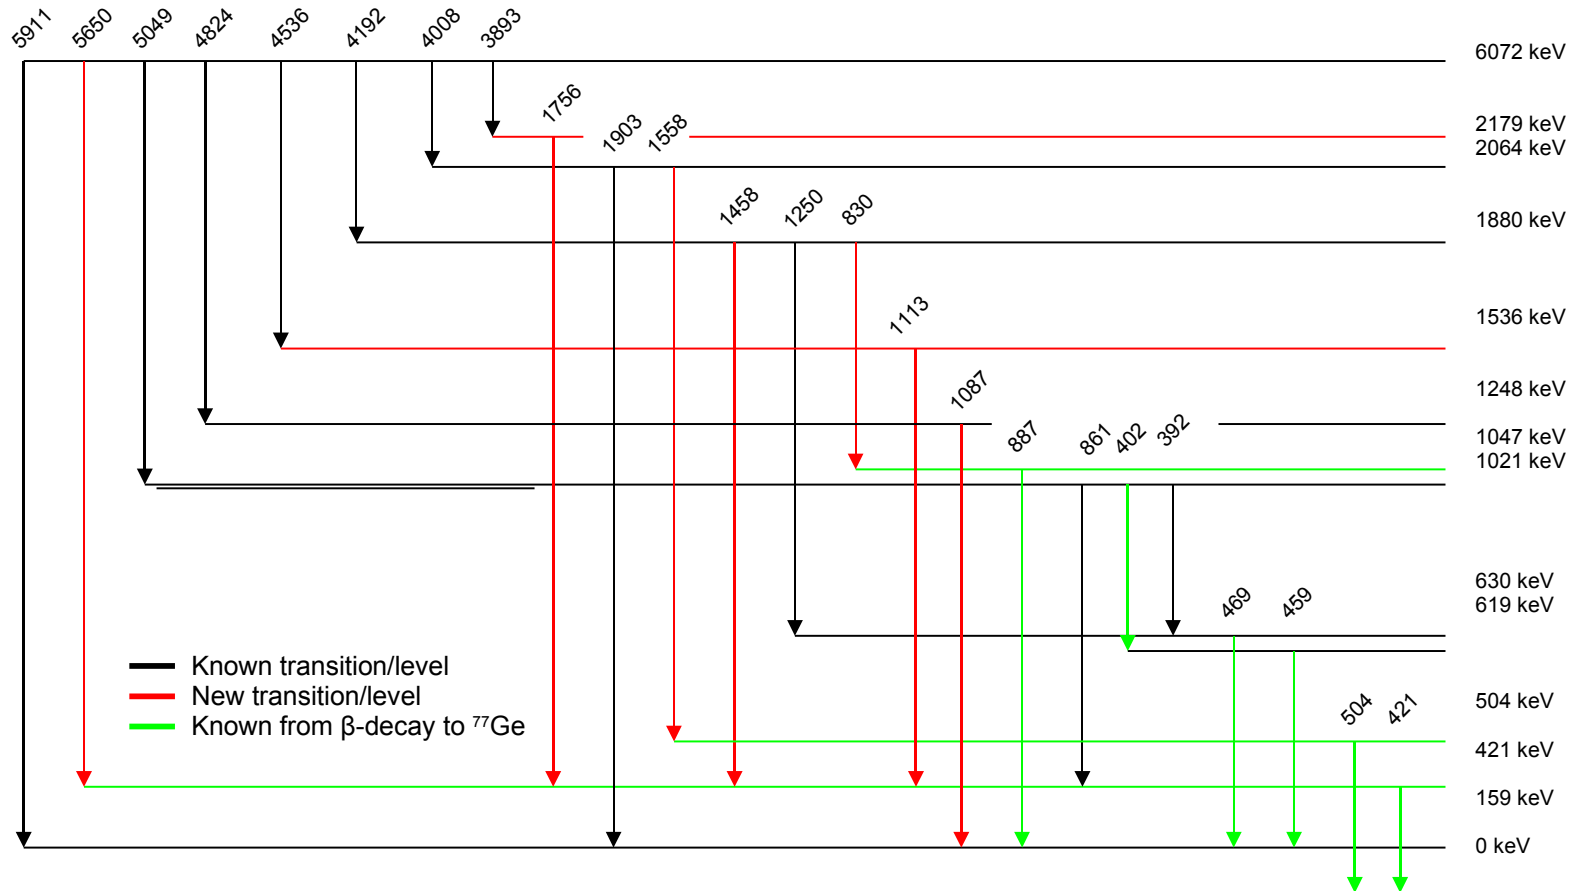 5911 5650 5049 4824 4536 4192 4008 3893
6072 keV
1756
1903 1558
2179 keV
2064 keV
1458 1250 830
1880 keV
1113
1536 keV
1087
1248 keV
887 861 402 392
1047 keV
1021 keV
469 459
630 keV
619 keV
Known transition/level
New transition/level
Known from β-decay to ⁷⁷Ge
504 421
504 keV
421 keV
159 keV
0 keV